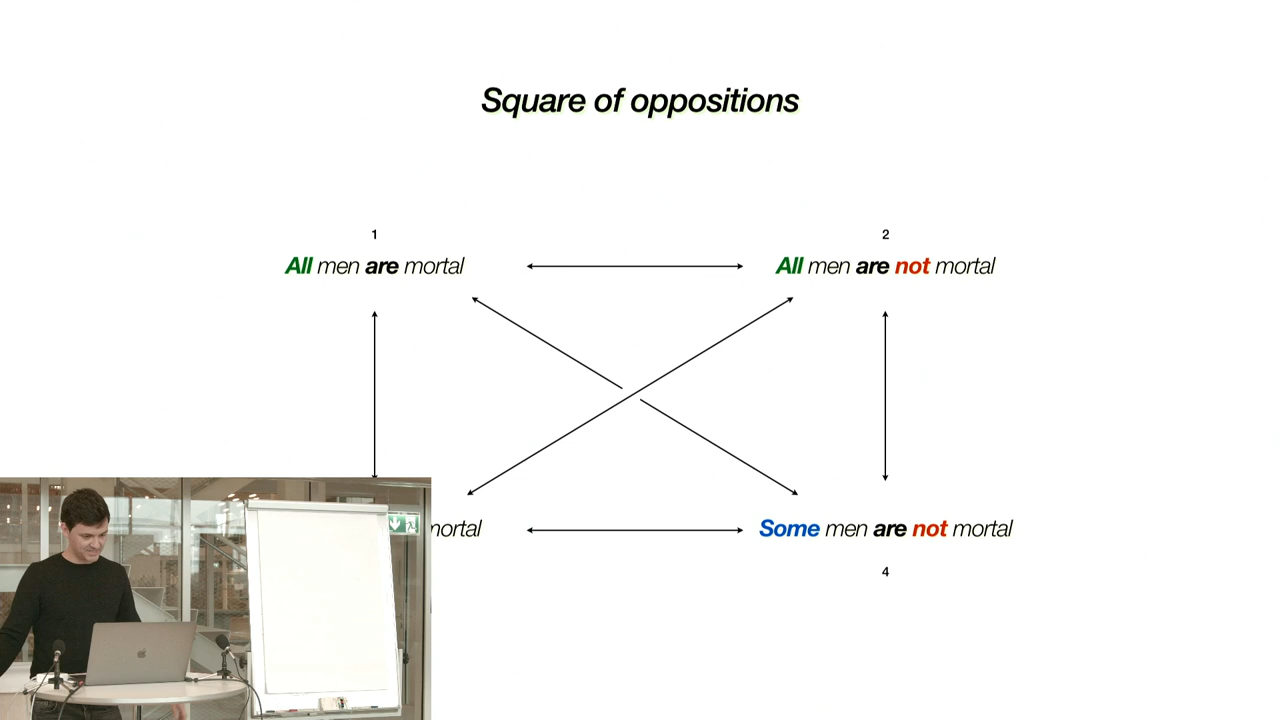 Square of oppositions
1
2
All men are mortal
All men are not mortal
mortal
Some men are not mortal
4